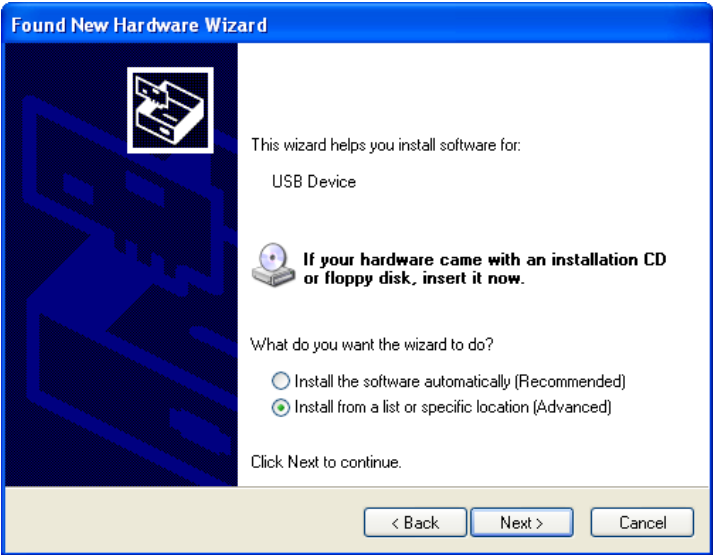 Found New Hardware Wizard
This wizard helps you install software for:
USB Device
If your hardware came with an installation CD
or floppy disk, insert it now.
What do you want the wizard to do?
Install the software automatically (Recommended)
Install from a list or specific location (Advanced)
Click Next to continue.
< Back
Next >
Cancel